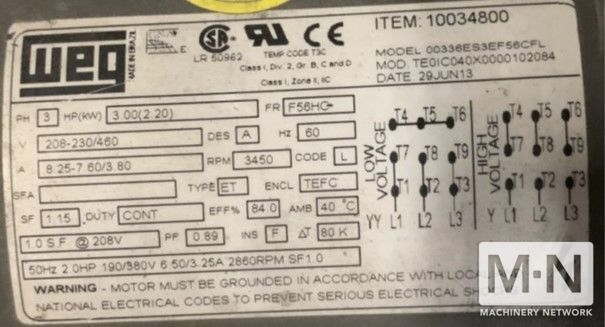 WEG
MADE IN BRAZIL
E
LR 50962
TEMP CODE T3C
Class I, Div. 2, Gr. B, C and D
Class I, Zone II, IIC
ITEM: 10034800
MODEL 00336ES3EF56CFL
MOD TE01C040X0000102084
DATE 29JUN13
PH 3 HP(kW) 3.00(2.20) FR F56HC
V 208-230/460 DES A Hz 60
A 8.25-7.60/3.80 RPM 3450 CODE L
SFA TYPE ET ENCL TEFC
SF 1.15 DUTY CONT EFF% 84.0 AMB 40 °C
1.0 S.F @ 208V PF 0.89 INS F ΔT 80 K
50Hz 2.0HP 190/380V 6.50/3.25A 2860RPM SF1.0
WARNING - MOTOR MUST BE GROUNDED IN ACCORDANCE WITH LOCA
NATIONAL ELECTRICAL CODES TO PREVENT SERIOUS ELECTRICAL SH
LOW VOLTAGE
T4 T5 T6
T7 T8 T9
T1 T2 T3
YY L1 L2 L3
HIGH VOLTAGE
T4 T5 T6
T7 T8 T9
T1 T2 T3
Y L1 L2 L3
M·N
MACHINERY NETWORK